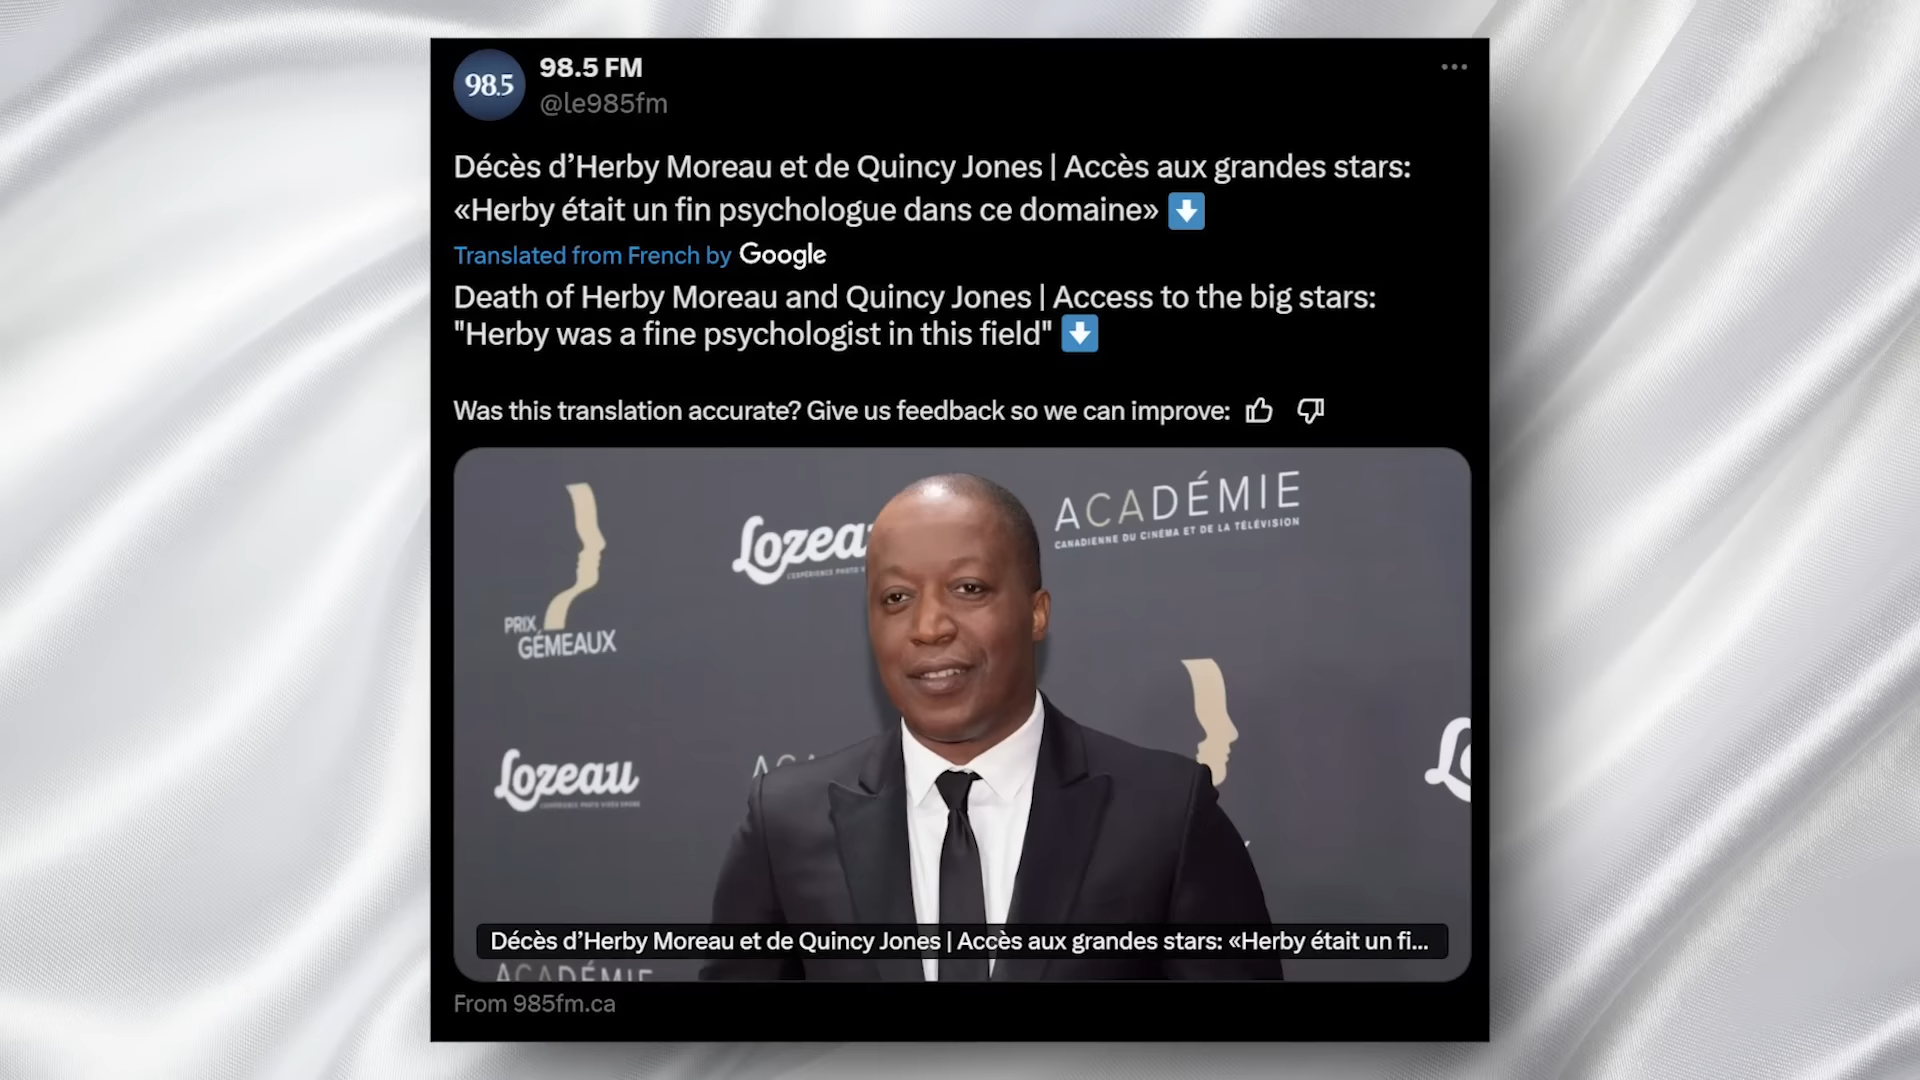 98.5
98.5 FM
@le985fm
Décès d’Herby Moreau et de Quincy Jones | Accès aux grandes stars:
«Herby était un fin psychologue dans ce domaine»
Translated from French by Google
Death of Herby Moreau and Quincy Jones | Access to the big stars:
"Herby was a fine psychologist in this field"
Was this translation accurate? Give us feedback so we can improve:
ACADÉMIE
CANADIENNE DU CINÉMA ET DE LA TÉLÉVISION
Lozea
PRIX
GÉMEAUX
Lozeau
ACA
Lo
Décès d’Herby Moreau et de Quincy Jones | Accès aux grandes stars: «Herby était un fi...
ACADÉMIE
From 985fm.ca